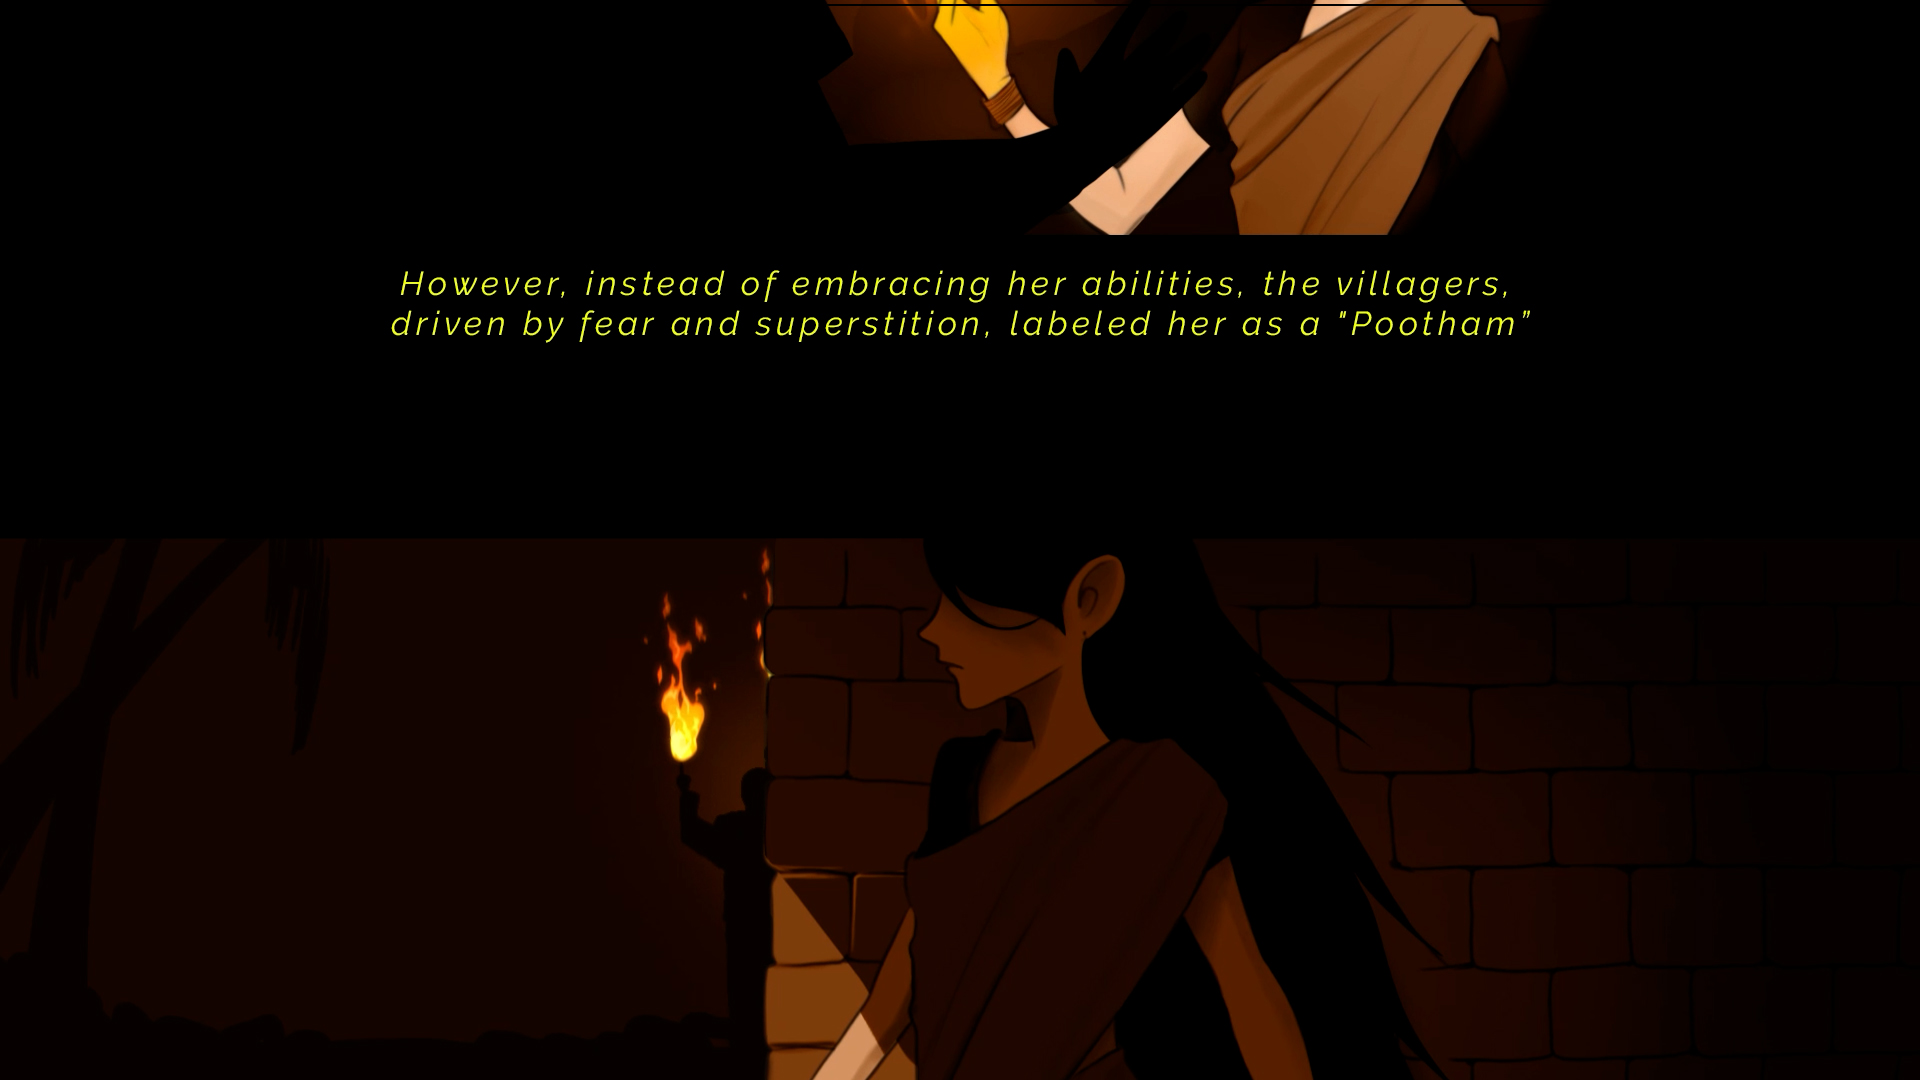 However, instead of embracing her abilities, the villagers,
driven by fear and superstition, labeled her as a "Pootham”